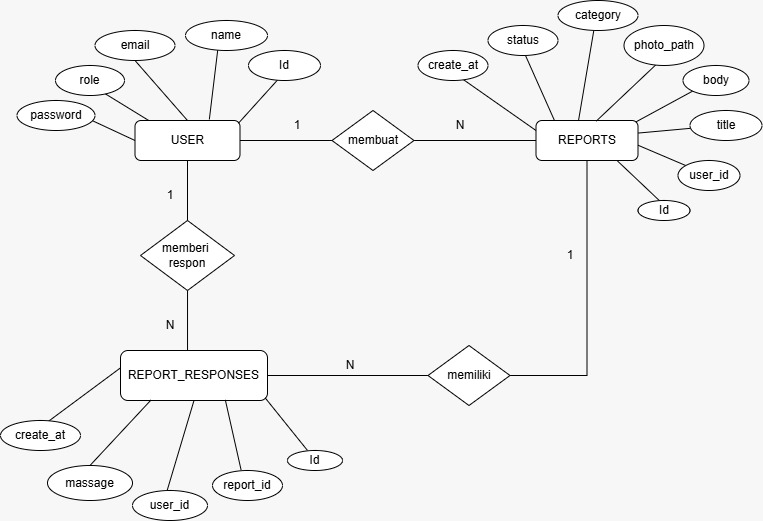 category
name
email
status
photo_path
Id
create_at
role
body
password
title
USER
1
membuat
N
REPORTS
user_id
1
Id
memberi
respon
1
N
REPORT_RESPONSES
N
memiliki
create_at
Id
massage
report_id
user_id